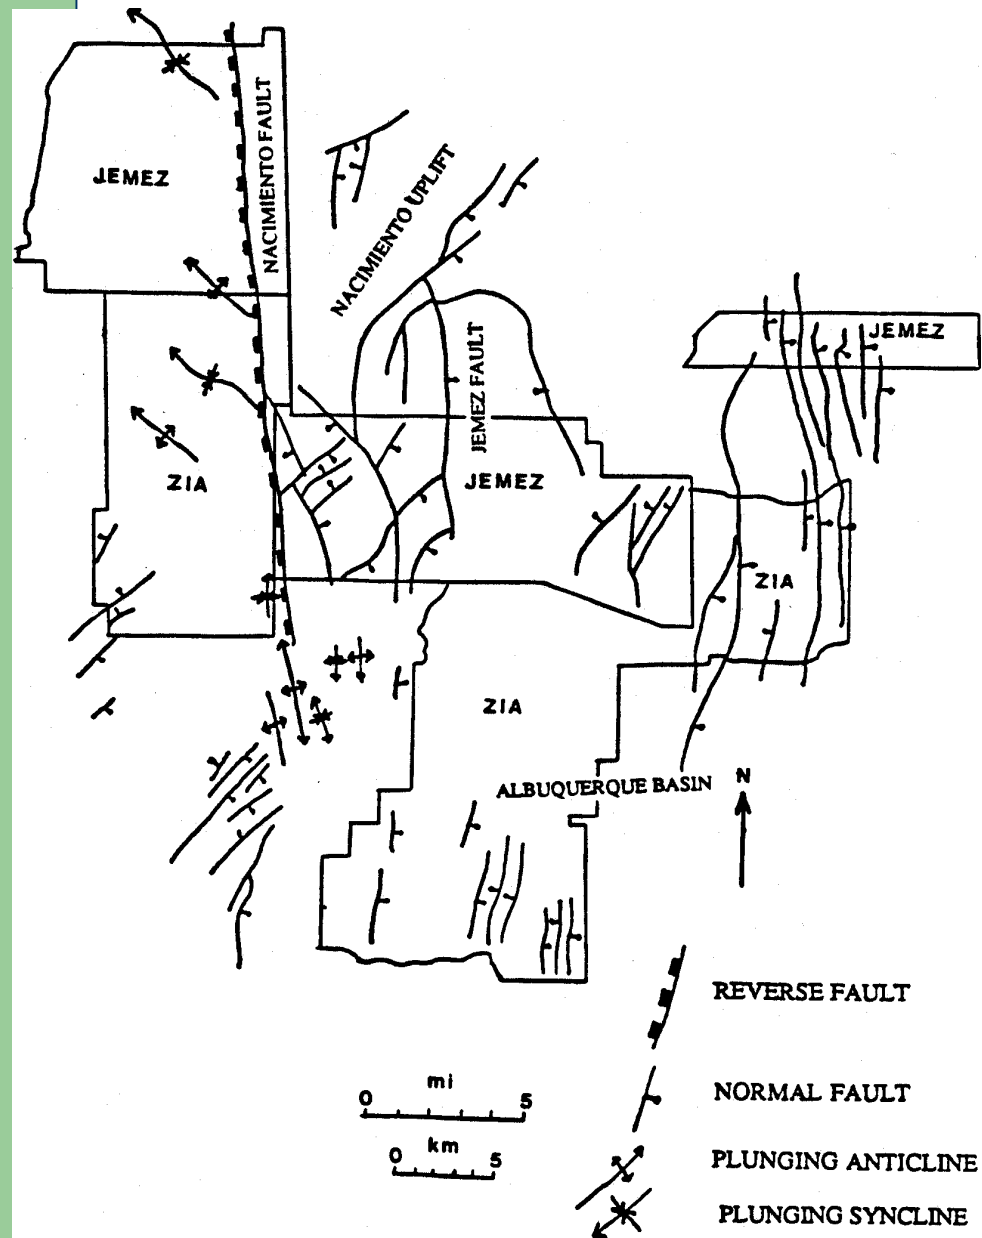 JEMEZ
NACIMIENTO FAULT
NACIMIENTO UPLIFT
JEMEZ
JEMEZ FAULT
ZIA
JEMEZ
ZIA
ZIA
ALBUQUERQUE BASIN
N
REVERSE FAULT
mi
0 5
NORMAL FAULT
km
0 5
PLUNGING ANTICLINE
PLUNGING SYNCLINE